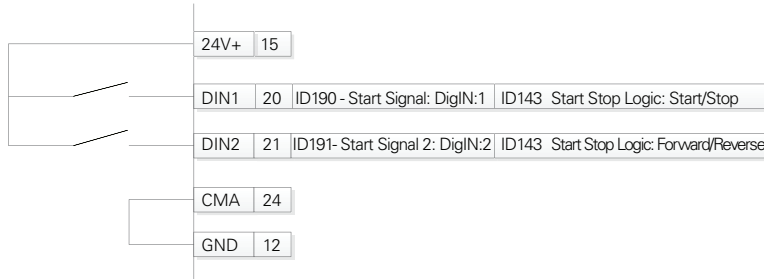 24V+ 15
DIN1 20 ID190 - Start Signal: DigIN:1 ID143 Start Stop Logic: Start/Stop
DIN2 21 ID191- Start Signal 2: DigIN:2 ID143 Start Stop Logic: Forward/Reverse
CMA 24
GND 12